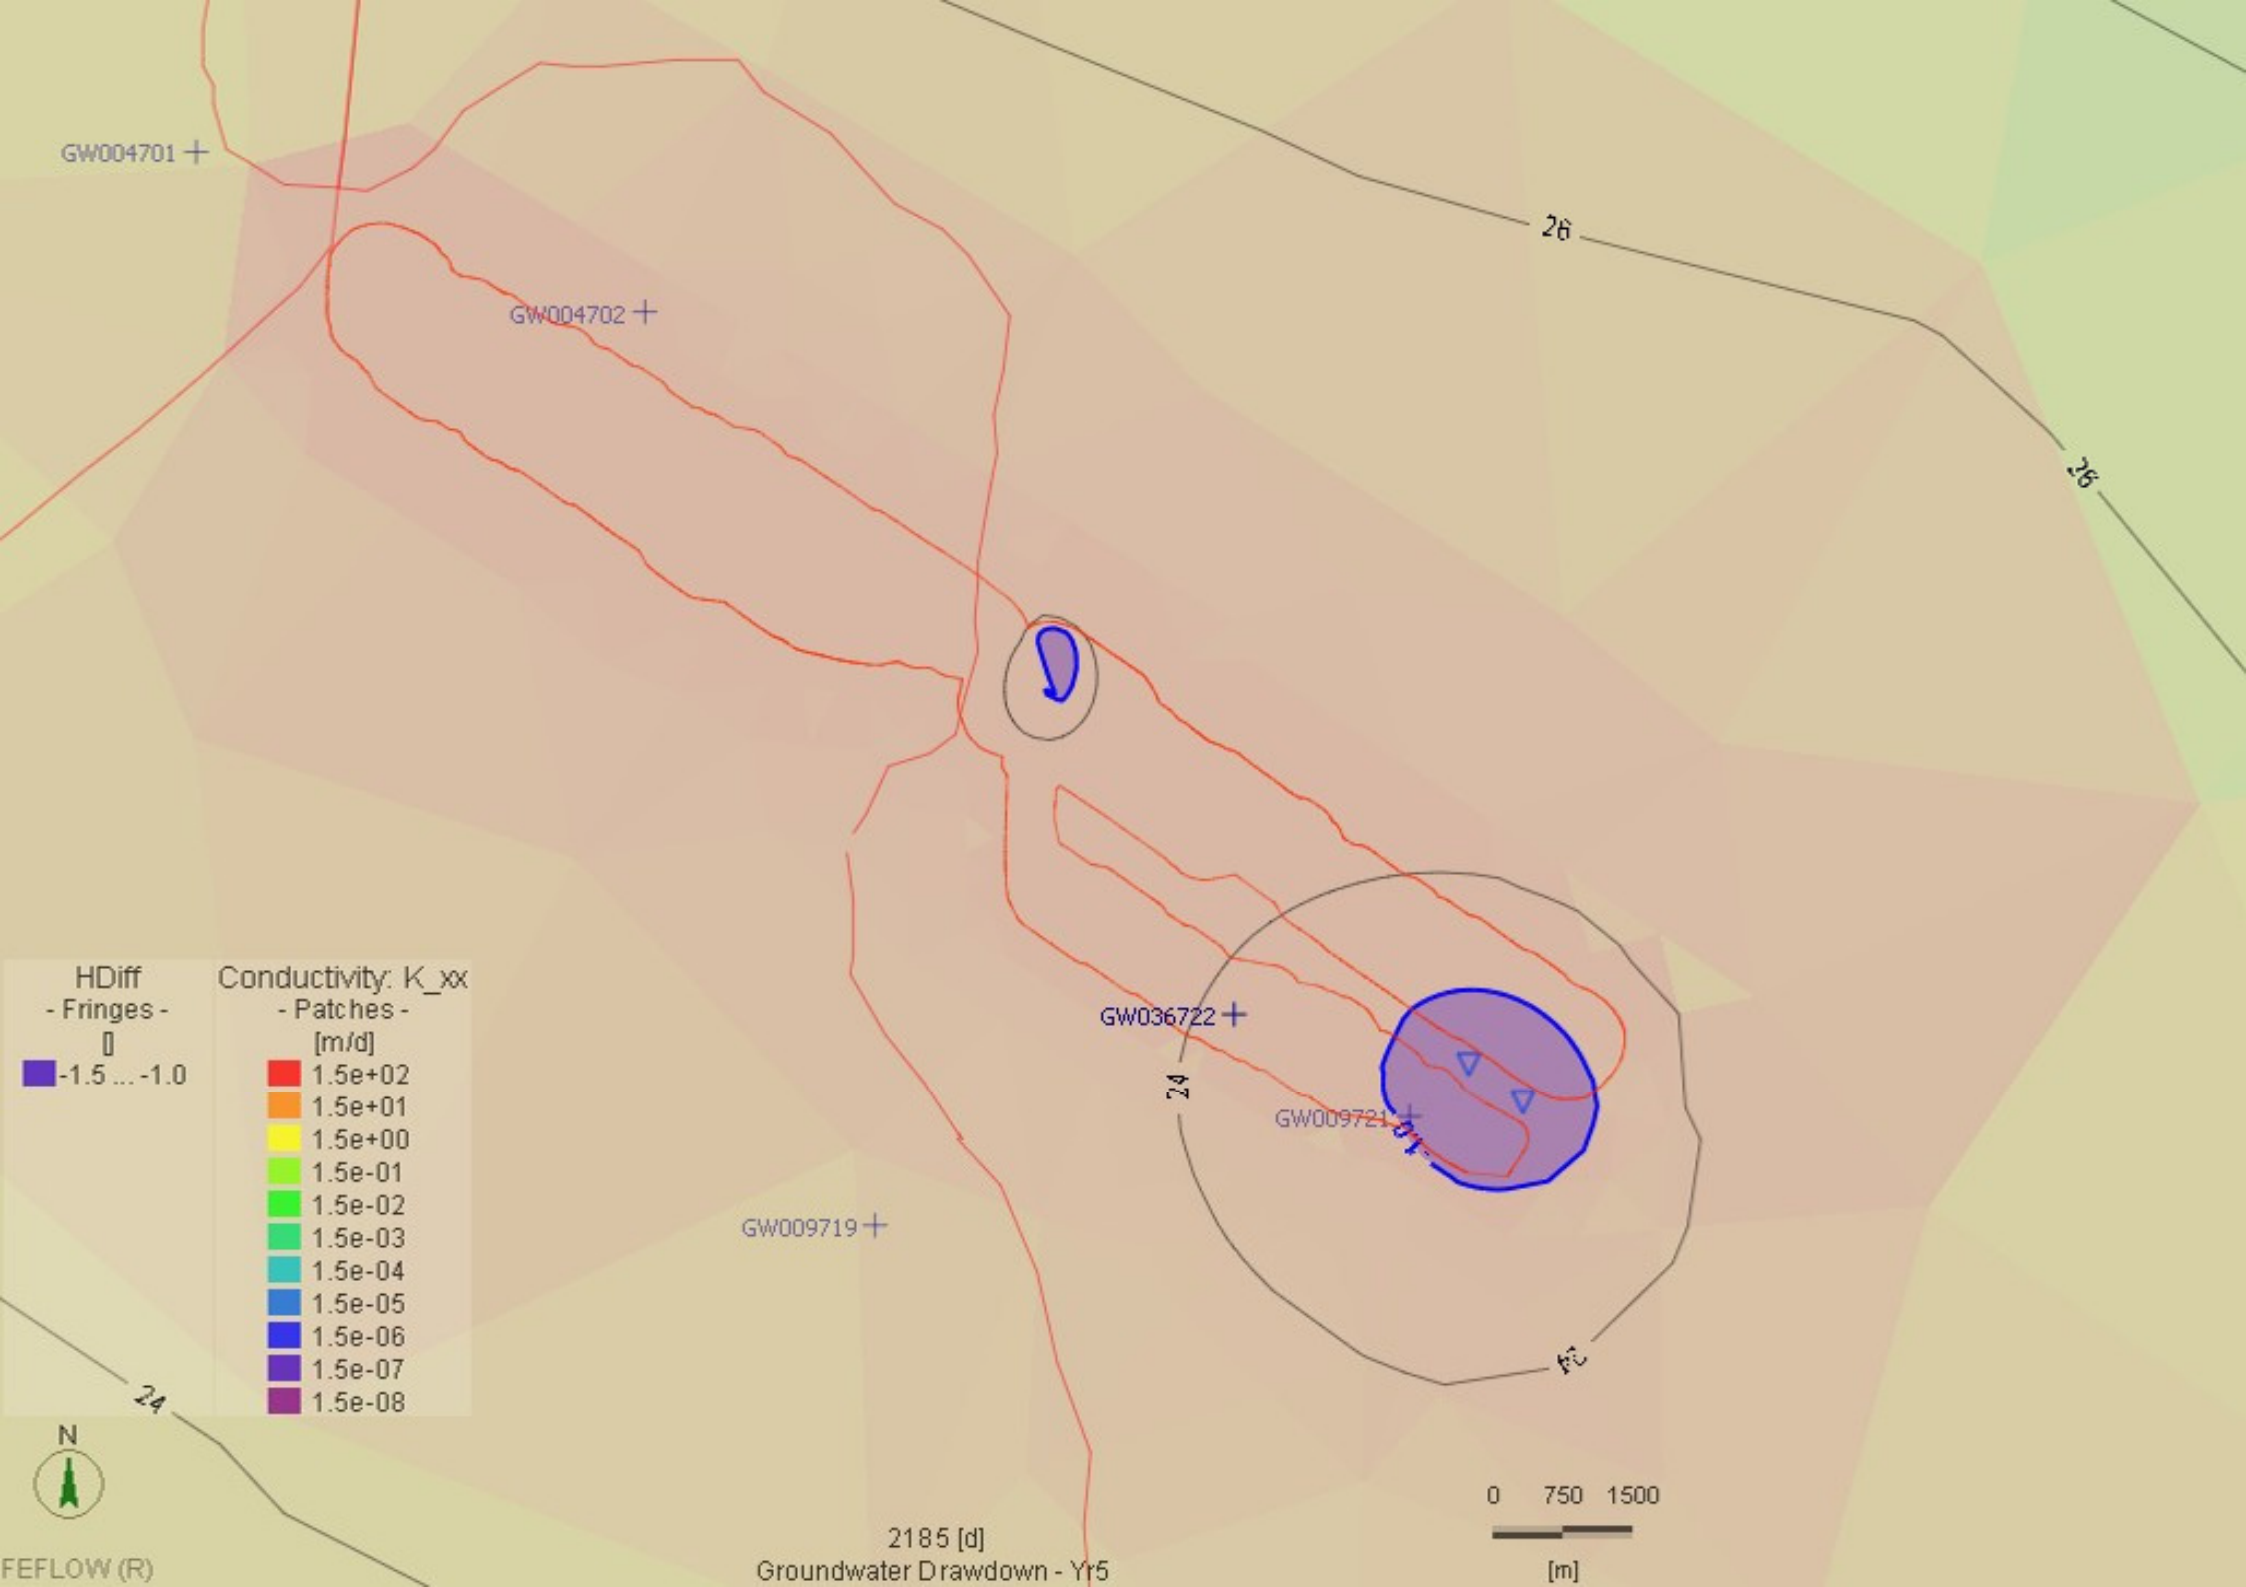 26
GW004701
GW004702
26
HDiff
- Fringes -
[]
-1.5 ... -1.0
Conductivity: K_xx
- Patches -
[m/d]
1.5e+02
1.5e+01
1.5e+00
1.5e-01
1.5e-02
1.5e-03
1.5e-04
1.5e-05
1.5e-06
1.5e-07
1.5e-08
GW036722
24
GW009721
GW009719
24
24
N
0 750 1500
[m]
2185 [d]
Groundwater Drawdown - Yr5
FEFLOW (R)